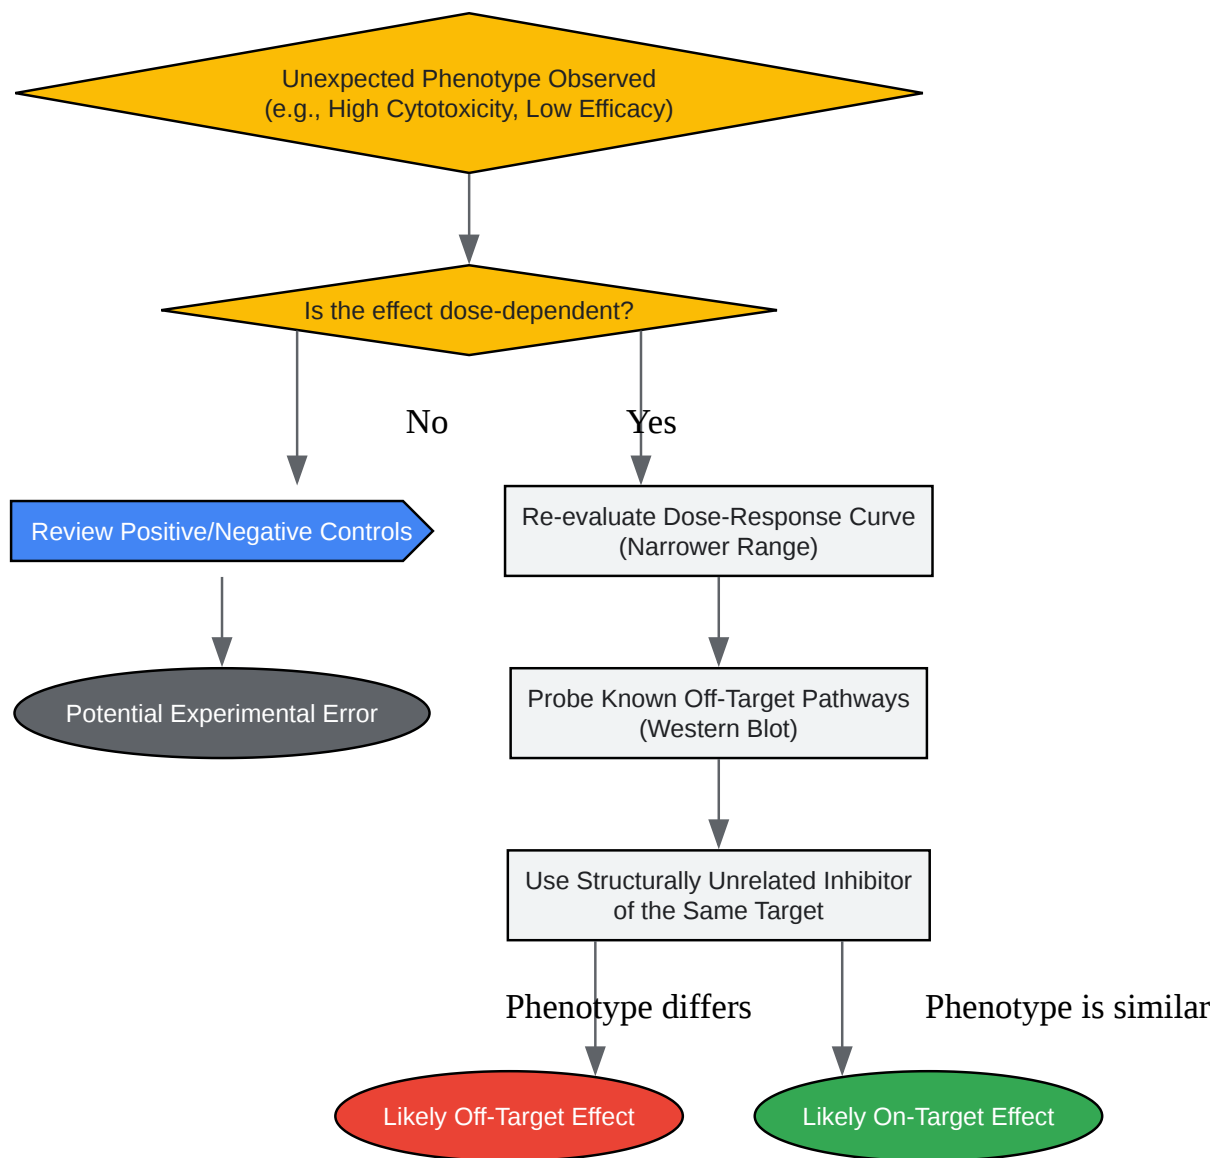 Unexpected Phenotype Observed
(e.g., High Cytotoxicity, Low Efficacy)
Is the effect dose-dependent?
No
Yes
Review Positive/Negative Controls
Re-evaluate Dose-Response Curve
(Narrower Range)
Potential Experimental Error
Probe Known Off-Target Pathways
(Western Blot)
Use Structurally Unrelated Inhibitor
of the Same Target
Phenotype differs
Phenotype is similar
Likely Off-Target Effect
Likely On-Target Effect